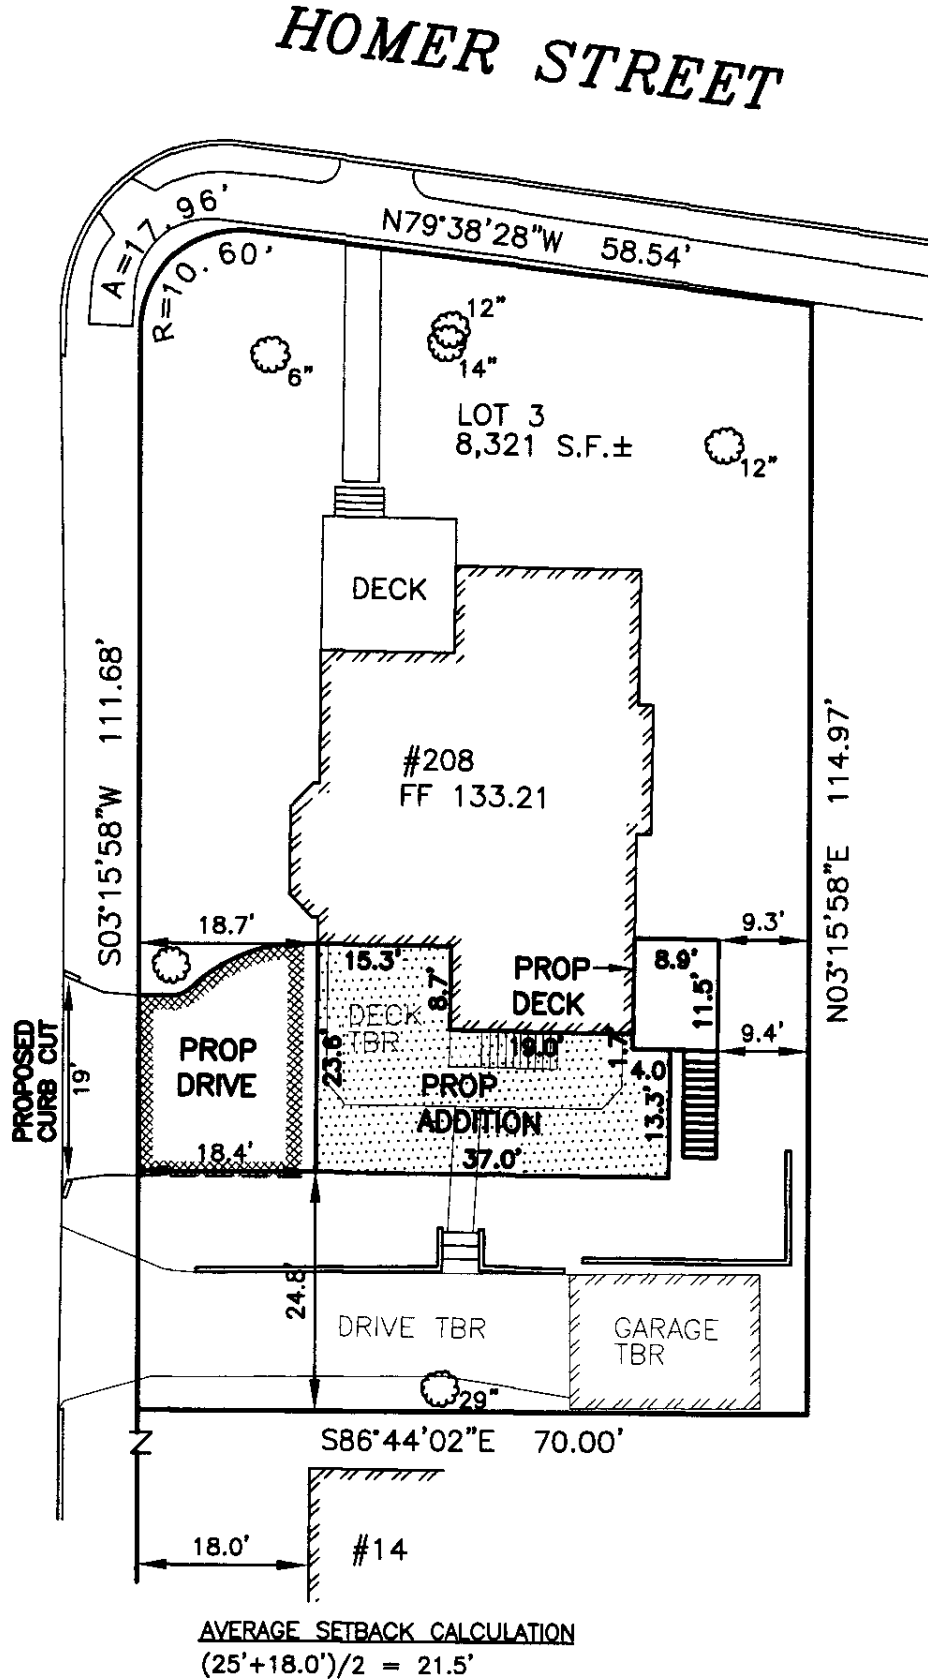 HOMER STREET
A=17.96'
R=10.60'
N79°38'28"W 58.54'
12"
14"
6"
LOT 3
8,321 S.F.±
12"
DECK
S03°15'58"W 111.68'
#208
FF 133.21
N03°15'58"E 114.97'
18.7'
9.3'
15.3'
8.7'
PROP
DECK
8.9'
11.5'
DECK
TBR
19.0'
1.7'
9.4'
PROPOSED
CURB CUT
19'
PROP
DRIVE
23.6'
4.0
PROP
ADDITION
13.3'
18.4'
37.0'
24.8'
DRIVE TBR
GARAGE
TBR
29"
S86°44'02"E 70.00'
18.0'
#14
AVERAGE SETBACK CALCULATION
(25'+18.0')/2 = 21.5'